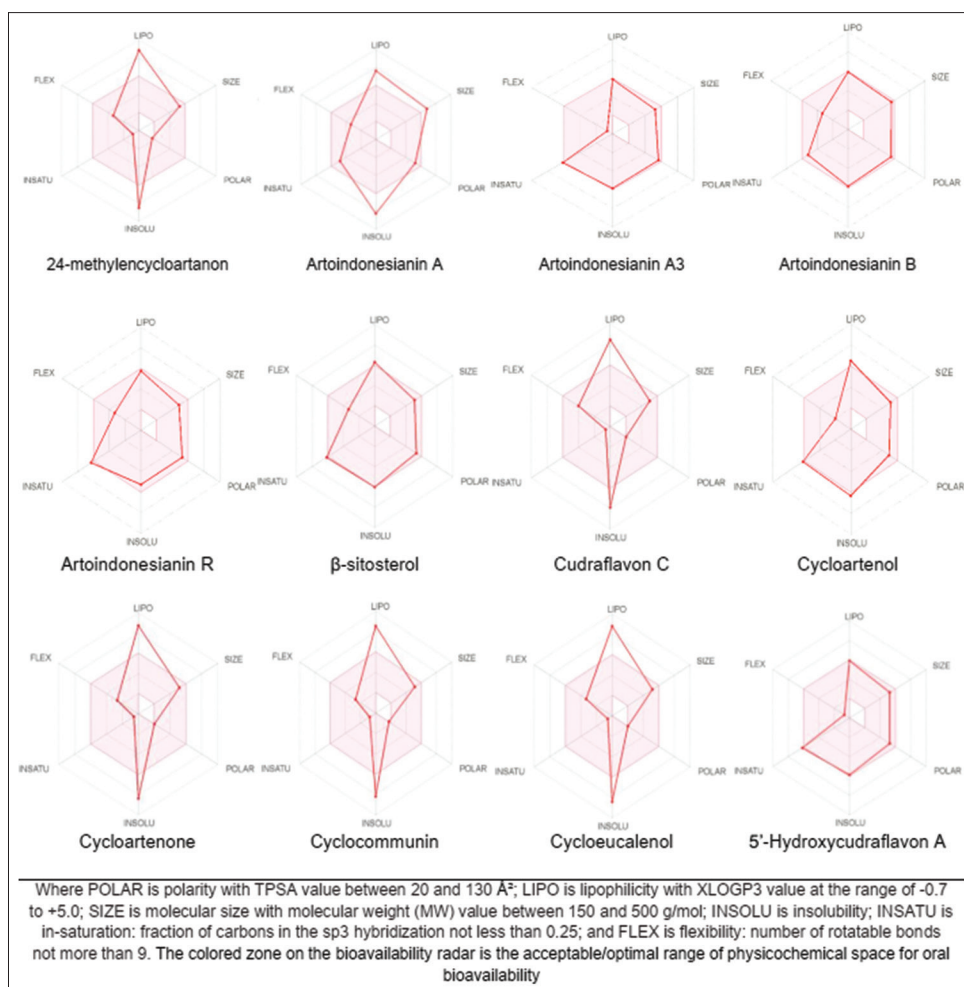 LIPO
FLEX
SIZE
INSATU
POLAR
INSOLU
24-methylencycloartanon
LIPO
FLEX
SIZE
INSATU
POLAR
INSOLU
Artoindonesianin A
LIPO
FLEX
SIZE
INSATU
POLAR
INSOLU
Artoindonesianin A3
LIPO
FLEX
SIZE
INSATU
POLAR
INSOLU
Artoindonesianin B
LIPO
FLEX
SIZE
INSATU
POLAR
INSOLU
Artoindonesianin R
LIPO
FLEX
SIZE
INSATU
POLAR
INSOLU
β-sitosterol
LIPO
FLEX
SIZE
INSATU
POLAR
INSOLU
Cudraflavon C
LIPO
FLEX
SIZE
INSATU
POLAR
INSOLU
Cycloartenol
LIPO
FLEX
SIZE
INSATU
POLAR
INSOLU
Cycloartenone
LIPO
FLEX
SIZE
INSATU
POLAR
INSOLU
Cyclocommunin
LIPO
FLEX
SIZE
INSATU
POLAR
INSOLU
Cycloeucalenol
LIPO
FLEX
SIZE
INSATU
POLAR
INSOLU
5'-Hydroxycudraflavon A
Where POLAR is polarity with TPSA value between 20 and 130 Å²; LIPO is lipophilicity with XLOGP3 value at the range of -0.7
to +5.0; SIZE is molecular size with molecular weight (MW) value between 150 and 500 g/mol; INSOLU is insolubility; INSATU is
in-saturation: fraction of carbons in the sp3 hybridization not less than 0.25; and FLEX is flexibility: number of rotatable bonds
not more than 9. The colored zone on the bioavailability radar is the acceptable/optimal range of physicochemical space for oral
bioavailability